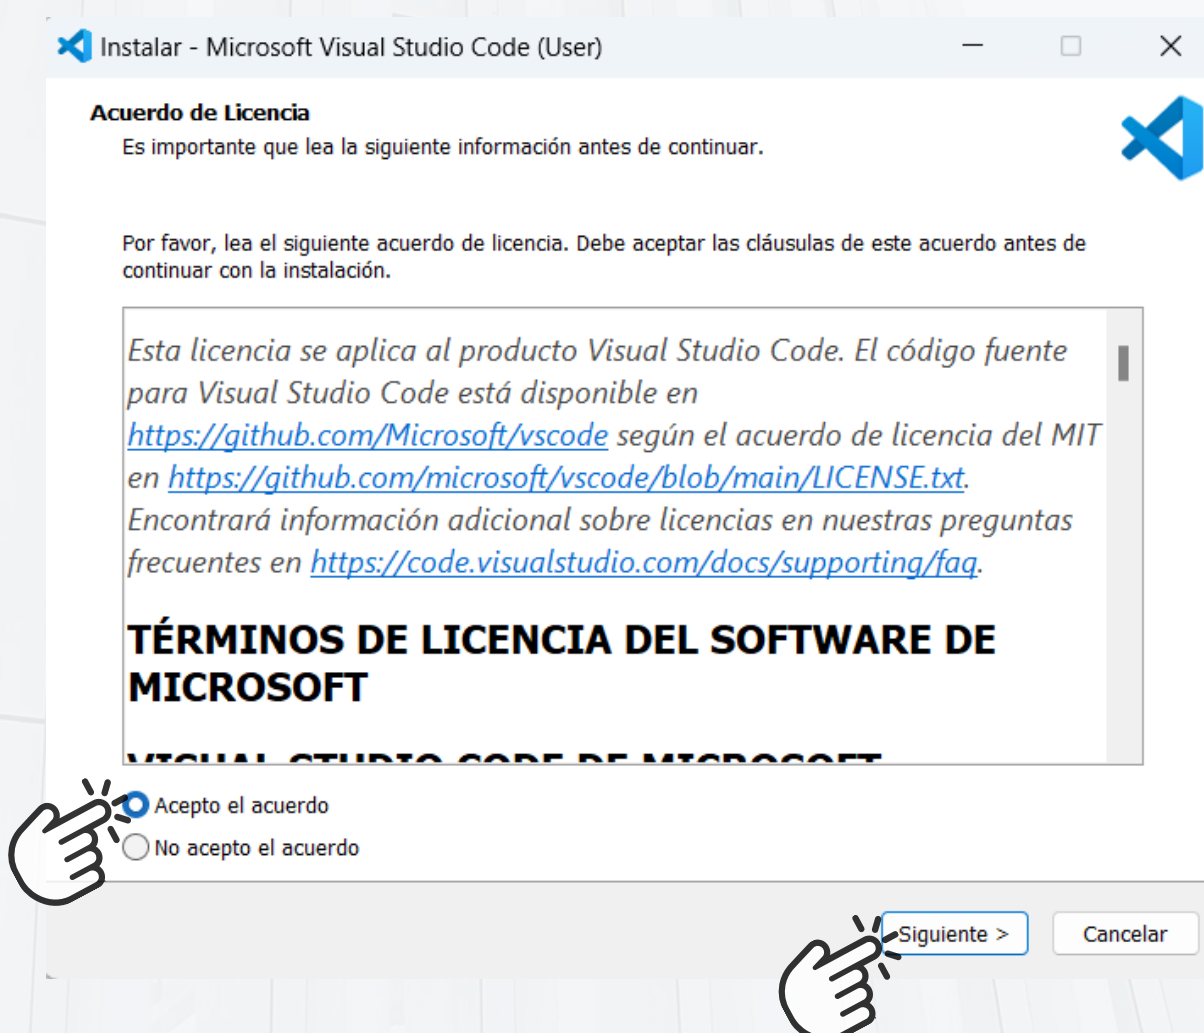 Instalar - Microsoft Visual Studio Code (User)
Acuerdo de Licencia
Es importante que lea la siguiente información antes de continuar.
Por favor, lea el siguiente acuerdo de licencia. Debe aceptar las cláusulas de este acuerdo antes de
continuar con la instalación.
Esta licencia se aplica al producto Visual Studio Code. El código fuente
para Visual Studio Code está disponible en
https://github.com/Microsoft/vscode según el acuerdo de licencia del MIT
en https://github.com/microsoft/vscode/blob/main/LICENSE.txt.
Encontrará información adicional sobre licencias en nuestras preguntas
frecuentes en https://code.visualstudio.com/docs/supporting/faq.
TÉRMINOS DE LICENCIA DEL SOFTWARE DE
MICROSOFT
VISUAL STUDIO CODE DE MICROSOFT
Acepto el acuerdo
No acepto el acuerdo
Siguiente >
Cancelar